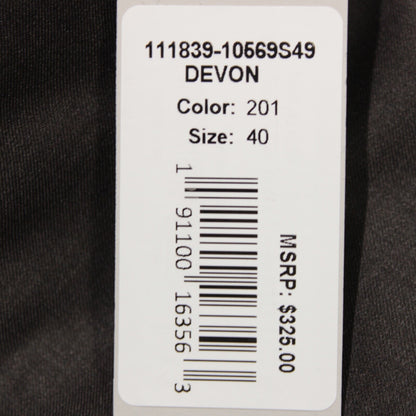 111839-10569S49
DEVON
Color: 201
Size: 40
1 91100 16356 3
MSRP: $325.00